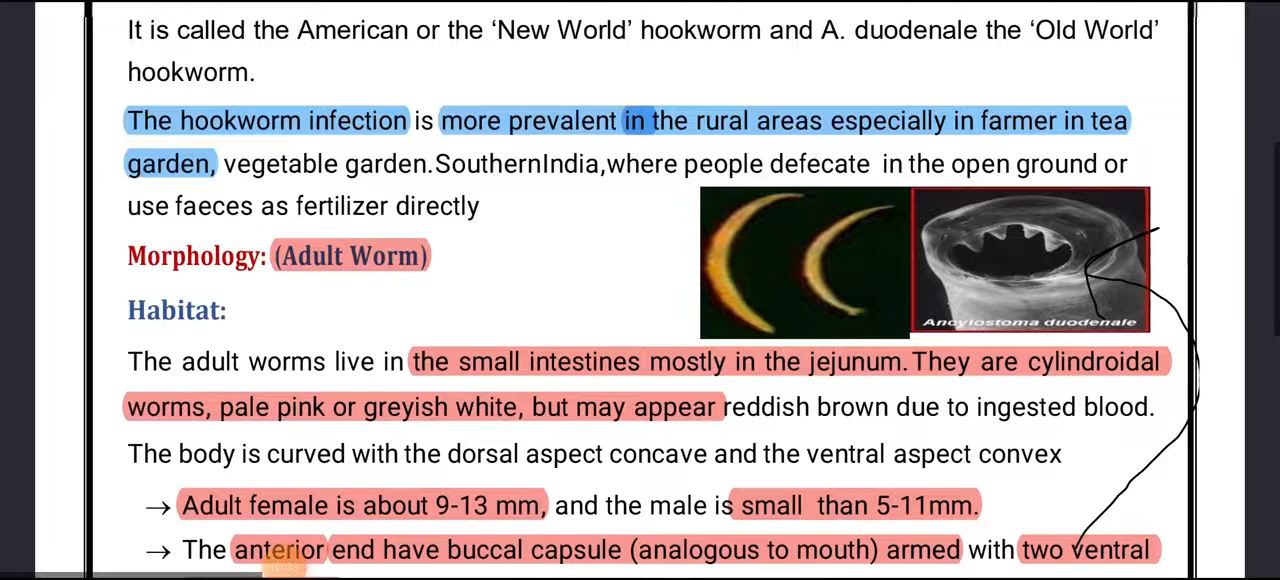 It is called the American or the ‘New World’ hookworm and A. duodenale the ‘Old World’
hookworm.
The hookworm infection is more prevalent in the rural areas especially in farmer in tea
garden, vegetable garden.SouthernIndia,where people defecate in the open ground or
use faeces as fertilizer directly
Morphology: (Adult Worm)
Ancylostoma duodenale
Habitat:
The adult worms live in the small intestines mostly in the jejunum.They are cylindroidal
worms, pale pink or greyish white, but may appear reddish brown due to ingested blood.
The body is curved with the dorsal aspect concave and the ventral aspect convex
→ Adult female is about 9-13 mm, and the male is small than 5-11mm.
→ The anterior end have buccal capsule (analogous to mouth) armed with two ventral